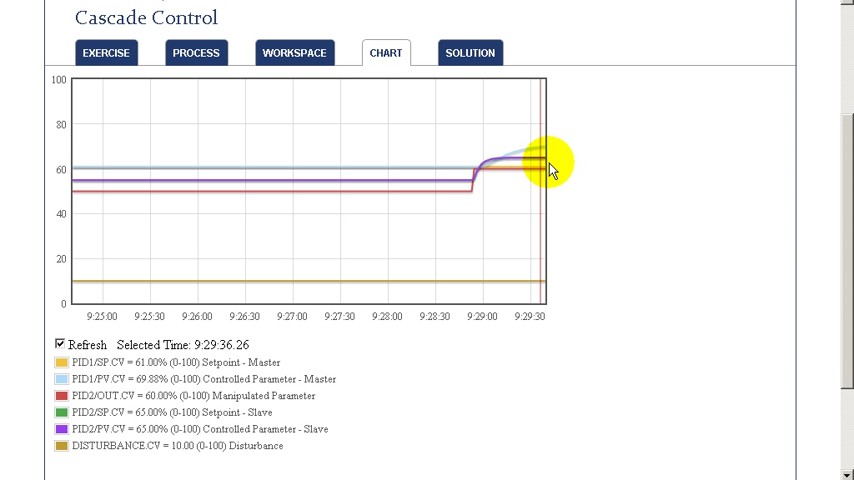 Cascade Control
EXERCISE PROCESS WORKSPACE CHART SOLUTION
100
80
60
40
20
0
9:25:00 9:25:30 9:26:00 9:26:30 9:27:00 9:27:30 9:28:00 9:28:30 9:29:00 9:29:30
Refresh Selected Time: 9:29:36.26
PID1/SP.CV = 61.00% (0-100) Setpoint - Master
PID1/PV.CV = 69.88% (0-100) Controlled Parameter - Master
PID2/OUT.CV = 60.00% (0-100) Manipulated Parameter
PID2/SP.CV = 65.00% (0-100) Setpoint - Slave
PID2/PV.CV = 65.00% (0-100) Controlled Parameter - Slave
DISTURBANCE.CV = 10.00 (0-100) Disturbance